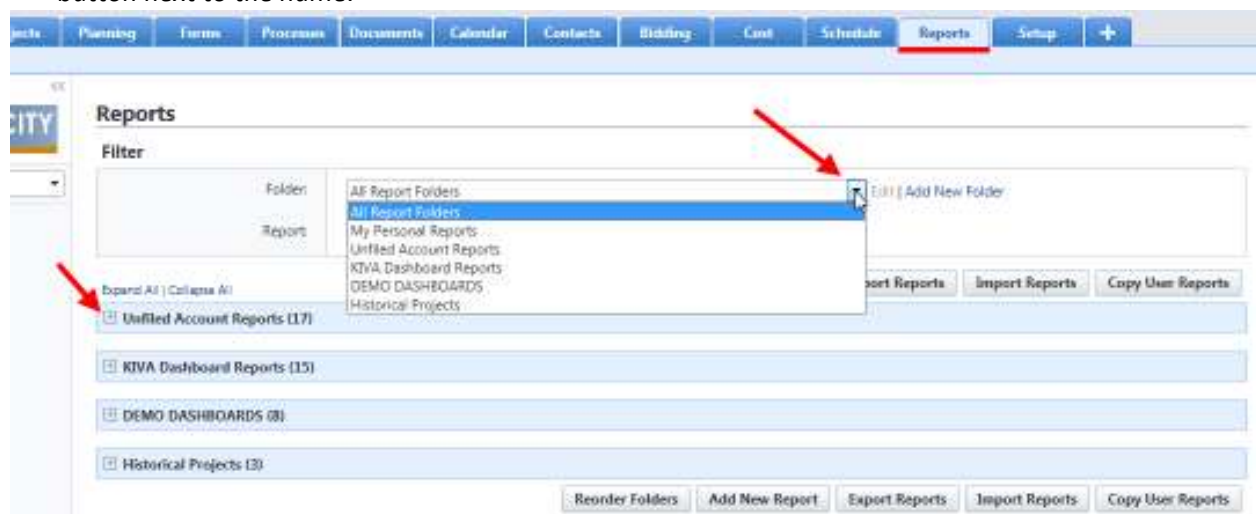 button next to the name.
jects Planning Forms Processes Documents Calendar Contacts Bidding Cost Schedule Reports Setup +
<<
CITY
Reports
Filter
Folder: All Report Folders Edit | Add New Folder
All Report Folders
Report: My Personal Reports
Unfiled Account Reports
KIVA Dashboard Reports
DEMO DASHBOARDS
Historical Projects
Expand All | Collapse All
port Reports Import Reports Copy User Reports
Unfiled Account Reports (17)
KIVA Dashboard Reports (15)
DEMO DASHBOARDS (8)
Historical Projects (3)
Reorder Folders Add New Report Export Reports Import Reports Copy User Reports